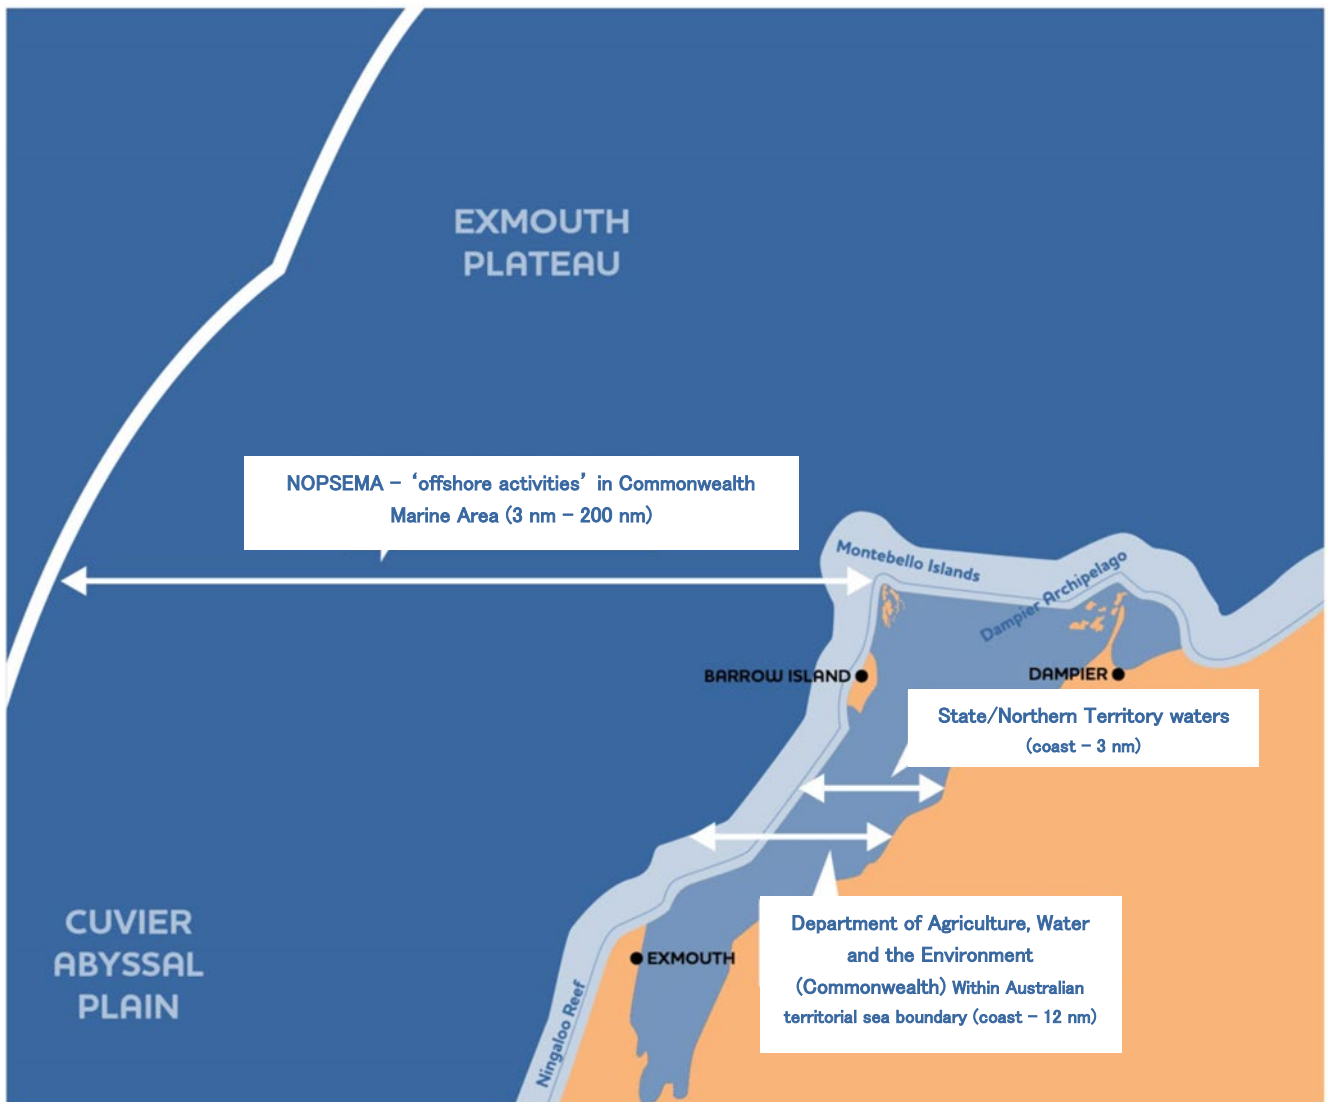 EXMOUTH
PLATEAU
NOPSEMA – ‘offshore activities’ in Commonwealth
Marine Area (3 nm – 200 nm)
Montebello Islands
Dampier Archipelago
BARROW ISLAND
DAMPIER
State/Northern Territory waters
(coast – 3 nm)
Department of Agriculture, Water
and the Environment
(Commonwealth) Within Australian
territorial sea boundary (coast – 12 nm)
CUVIER
ABYSSAL
PLAIN
EXMOUTH
Ningaloo Reef